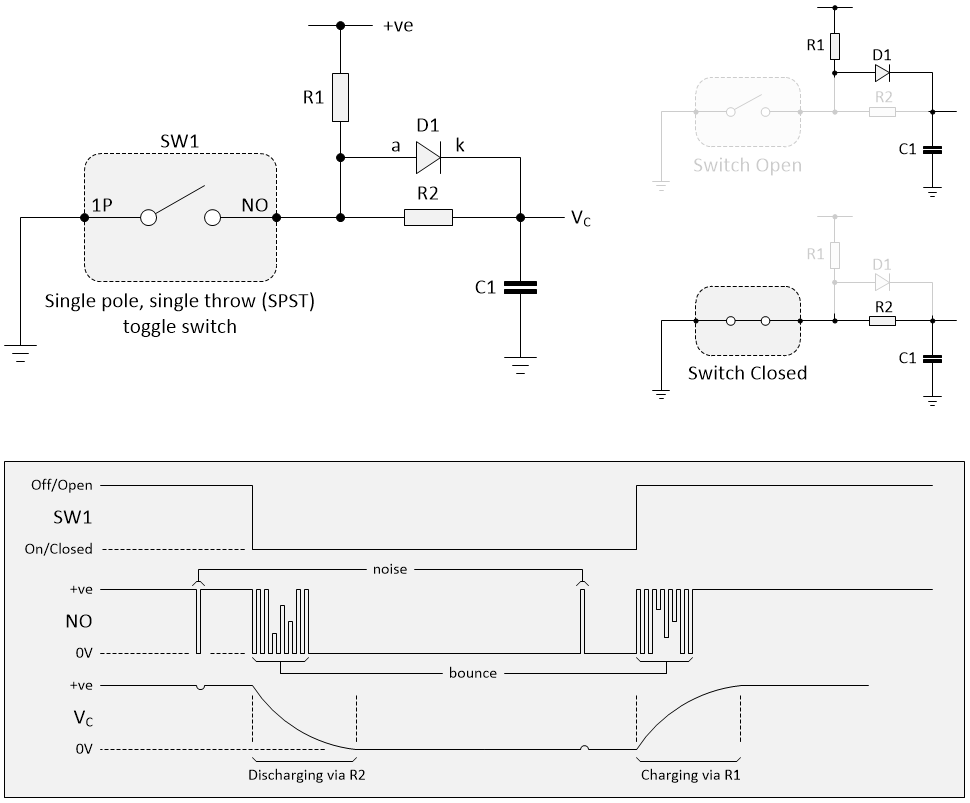 +ve
R1
D1
a
k
SW1
R2
1P
NO
VC
C1
Single pole, single throw (SPST)
toggle switch
R1
D1
R2
C1
Switch Open
R1
D1
R2
C1
Switch Closed
Off/Open
SW1
On/Closed
noise
+ve
NO
0V
bounce
+ve
VC
0V
Discharging via R2
Charging via R1